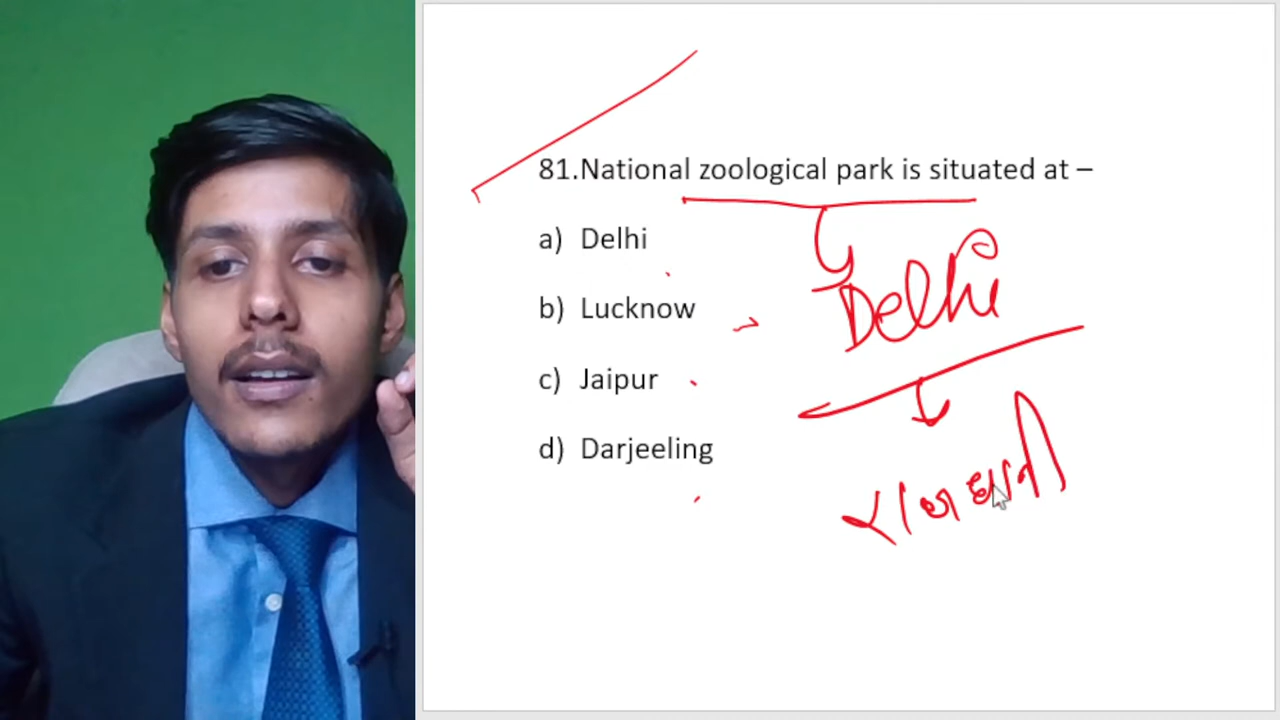 81.National zoological park is situated at –
a) Delhi
Delhi
b) Lucknow
c) Jaipur
d) Darjeeling
राजधानी